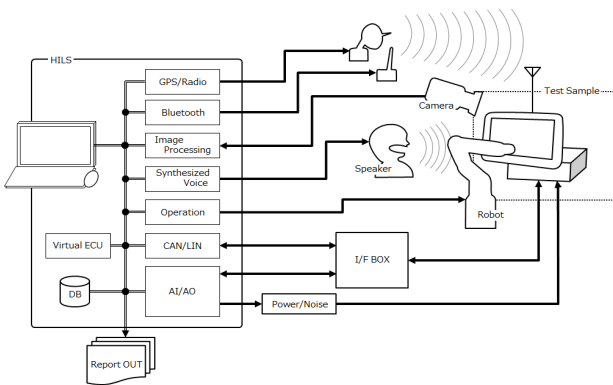 HILS
GPS/Radio
Bluetooth
Image
Processing
Synthesized
Voice
Operation
CAN/LIN
AI/AO
Virtual ECU
DB
Report OUT
Camera
Test Sample
Speaker
Robot
I/F BOX
Power/Noise